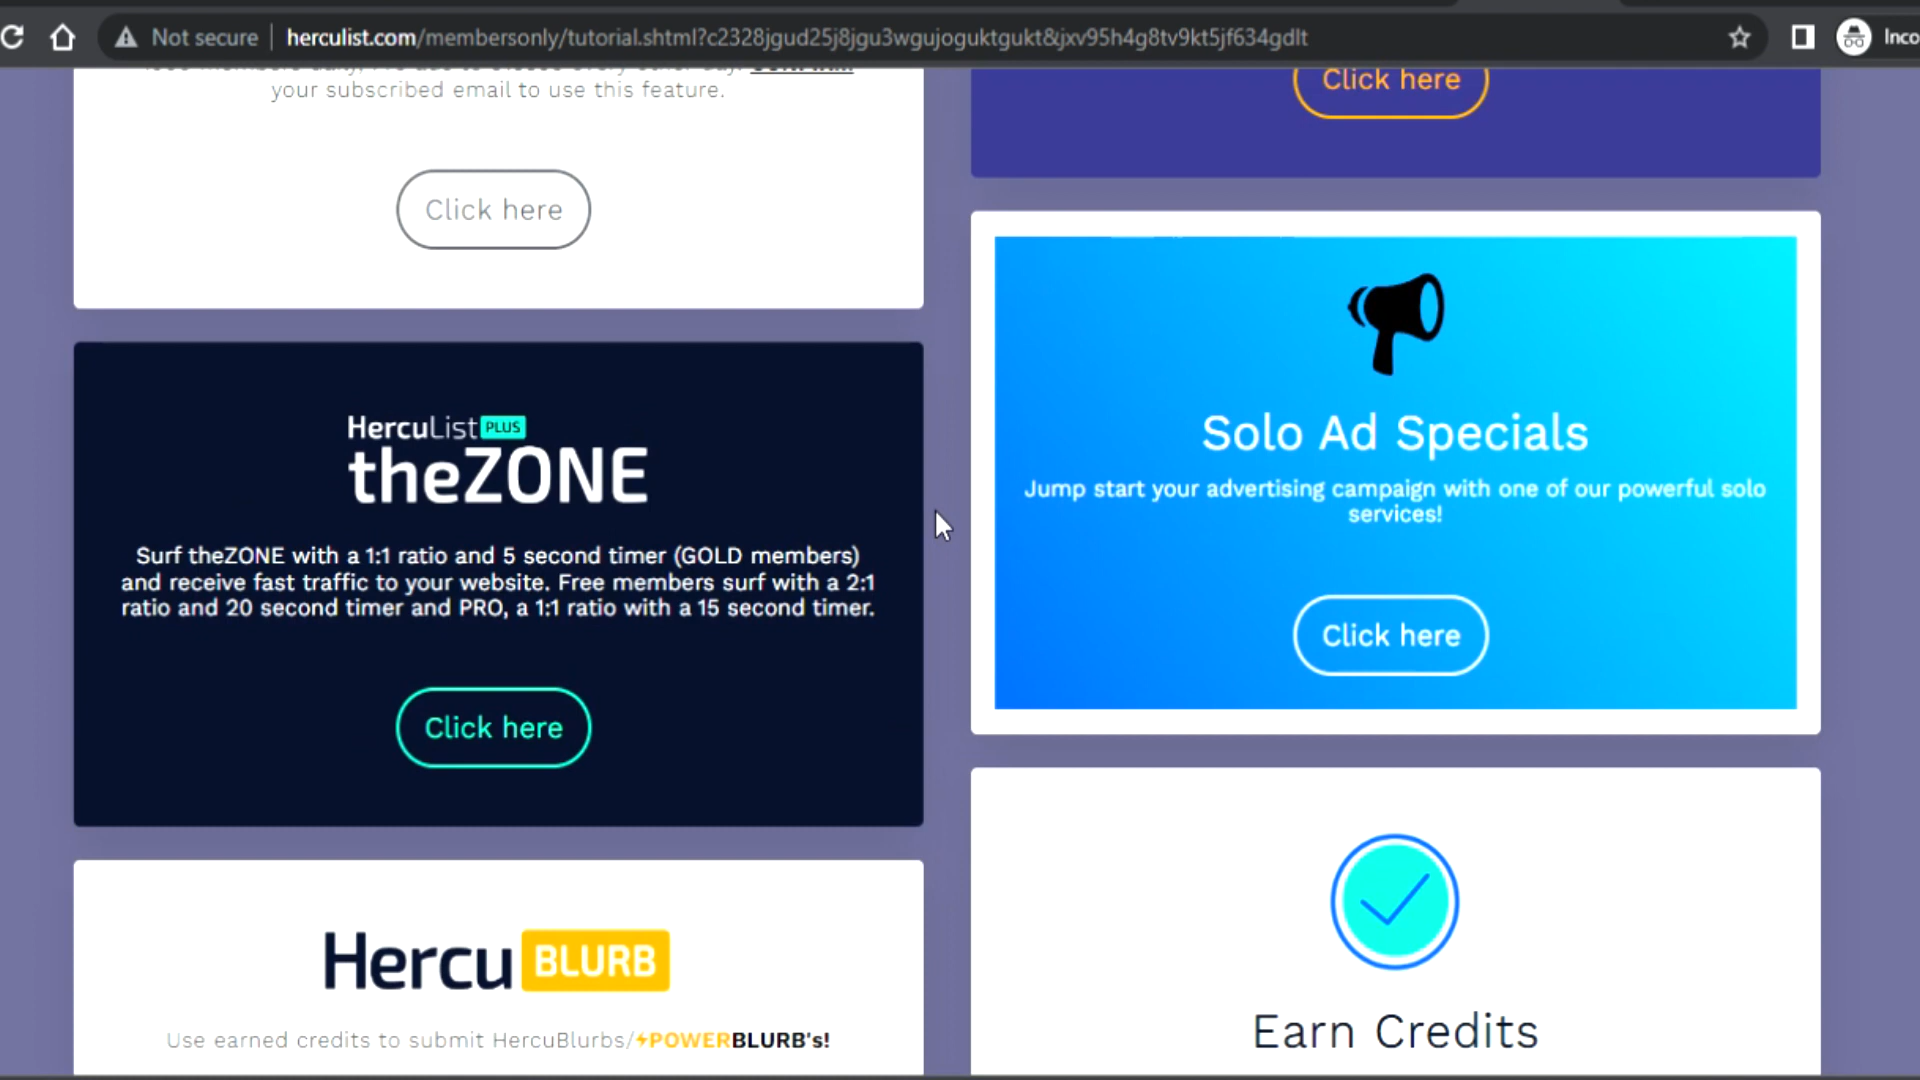 Not secure
herculist.com/membersonly/tutorial.shtml?c2328jgud25j8jgu3wgujoguktgukt&jxv95h4g8tv9kt5jf634gdlt
Inco
your subscribed email to use this feature.
Click here
HercuList PLUS
theZONE
Surf theZONE with a 1:1 ratio and 5 second timer (GOLD members)
and receive fast traffic to your website. Free members surf with a 2:1
ratio and 20 second timer and PRO, a 1:1 ratio with a 15 second timer.
Click here
Hercu BLURB
Use earned credits to submit HercuBlurbs/⚡POWERBLURB's!
Click here
Solo Ad Specials
Jump start your advertising campaign with one of our powerful solo
services!
Click here
Earn Credits